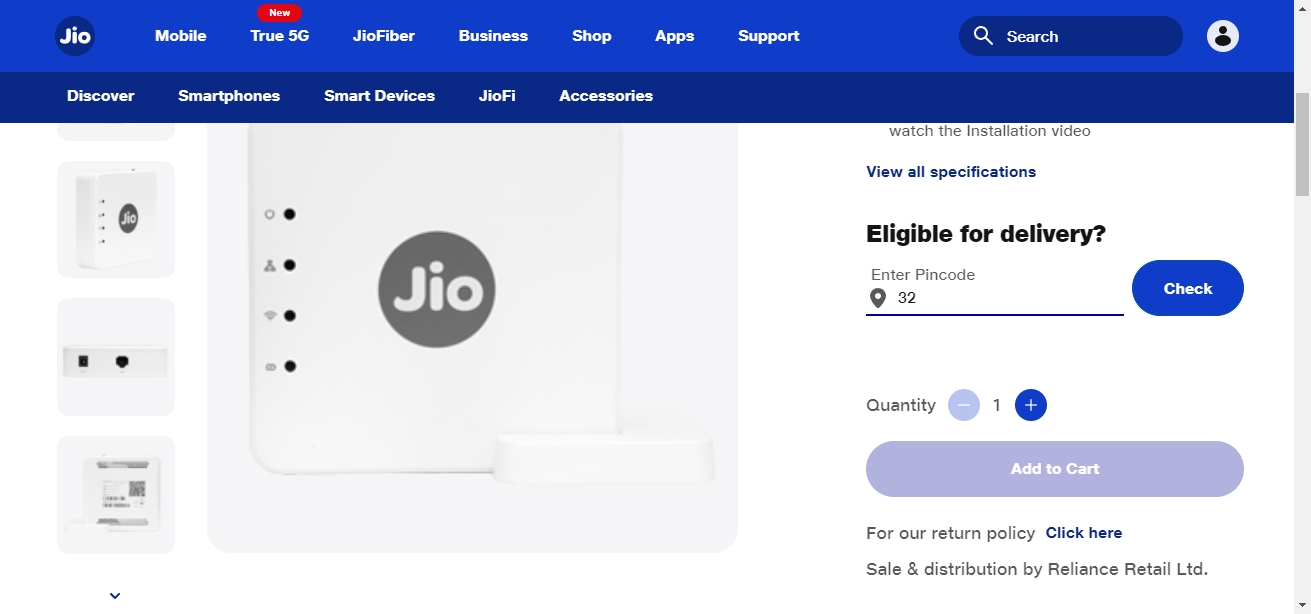 New
Jio
Mobile
True 5G
JioFiber
Business
Shop
Apps
Support
Search
Discover
Smartphones
Smart Devices
JioFi
Accessories
watch the Installation video
View all specifications
Jio
Jio
Eligible for delivery?
Enter Pincode
32
Check
Quantity
1
Add to Cart
For our return policy Click here
Sale & distribution by Reliance Retail Ltd.